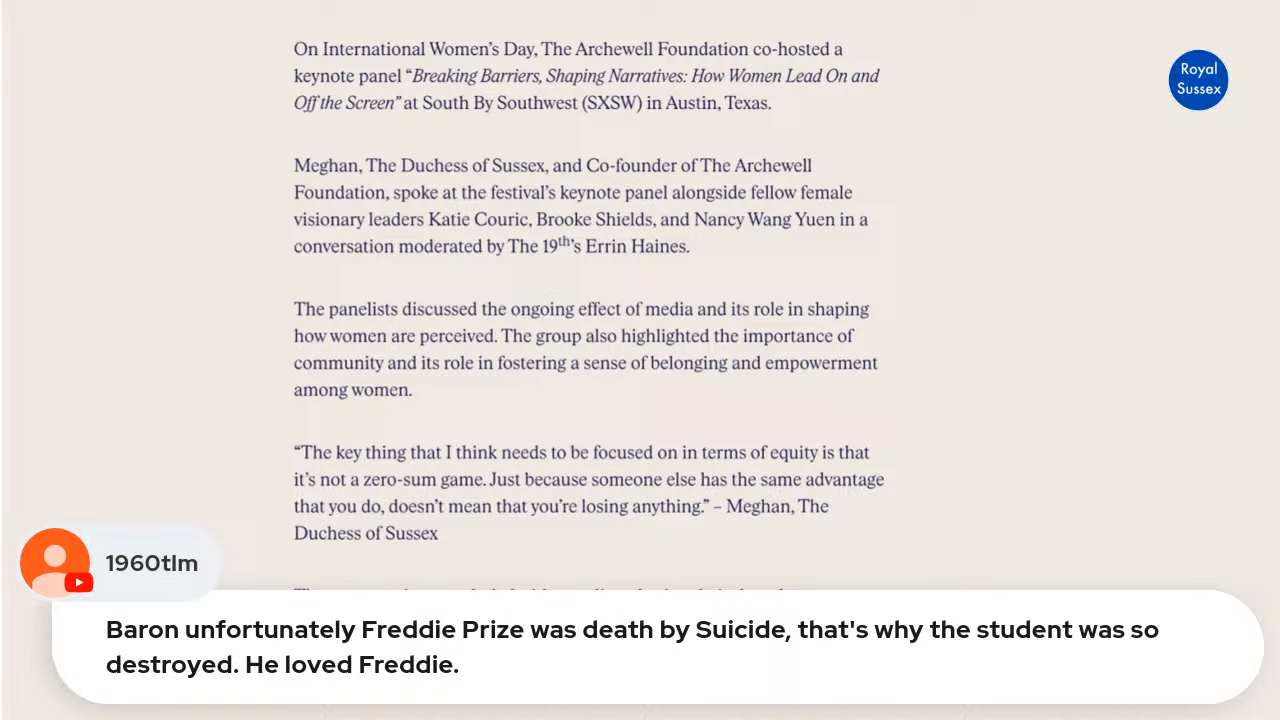 On International Women's Day, The Archewell Foundation co-hosted a
keynote panel “Breaking Barriers, Shaping Narratives: How Women Lead On and
Off the Screen” at South By Southwest (SXSW) in Austin, Texas.
Royal
Sussex
Meghan, The Duchess of Sussex, and Co-founder of The Archewell
Foundation, spoke at the festival’s keynote panel alongside fellow female
visionary leaders Katie Couric, Brooke Shields, and Nancy Wang Yuen in a
conversation moderated by The 19th’s Errin Haines.
The panelists discussed the ongoing effect of media and its role in shaping
how women are perceived. The group also highlighted the importance of
community and its role in fostering a sense of belonging and empowerment
among women.
“The key thing that I think needs to be focused on in terms of equity is that
it’s not a zero-sum game. Just because someone else has the same advantage
that you do, doesn’t mean that you’re losing anything.” – Meghan, The
Duchess of Sussex
1960tlm
Baron unfortunately Freddie Prize was death by Suicide, that's why the student was so
destroyed. He loved Freddie.